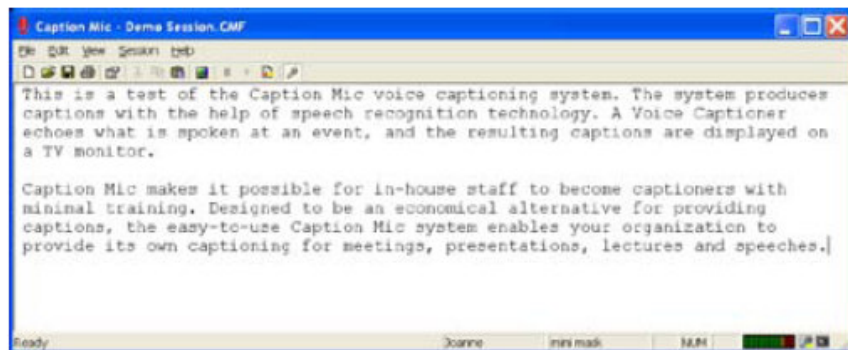 Caption Mic - Demo Session.CMF
File Edit View Session Help
This is a test of the Caption Mic voice captioning system. The system produces
captions with the help of speech recognition technology. A Voice Captioner
echoes what is spoken at an event, and the resulting captions are displayed on
a TV monitor.
Caption Mic makes it possible for in-house staff to become captioners with
minimal training. Designed to be an economical alternative for providing
captions, the easy-to-use Caption Mic system enables your organization to
provide its own captioning for meetings, presentations, lectures and speeches.
Ready Joanne mini mask NUM